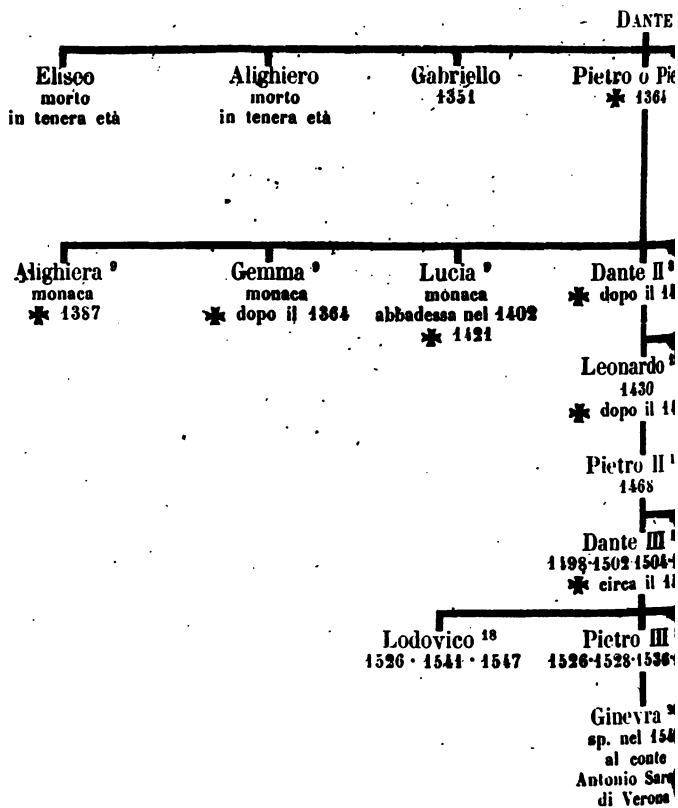 DANTE
Eliseo
morto
in tenera età
Alighiero
morto
in tenera età
Gabriello
1351
Pietro o
✠ 1364
Alighiera ⁹
monaca
✠ 1387
Gemma ⁹
monaca
✠ dopo il 1364
Lucia ⁹
monaca
abbadessa nel 1402
✠ 1421
Dante II
✠ dopo il
Leonardo
1430
✠ dopo il
Pietro II
1468
Dante III
1498·1502·1504·
✠ circa il
Lodovico ¹⁸
1526 · 1541 · 1547
Pietro III
1526·1528·1536·
Ginevra
sp. nel
al conte
Antonio
di Verona